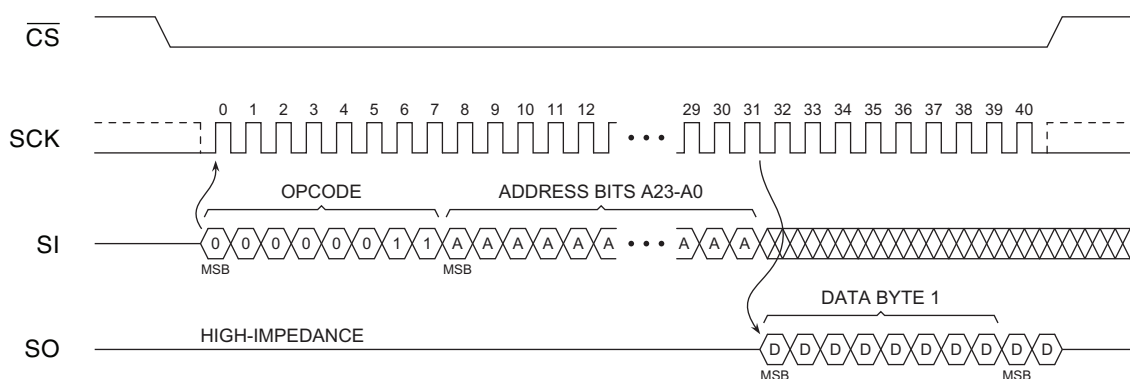 CS
0 1 2 3 4 5 6 7 8 9 10 11 12 29 30 31 32 33 34 35 36 37 38 39 40
SCK
OPCODE ADDRESS BITS A23-A0
SI 0 0 0 0 0 0 1 1 A A A A A A A A A
MSB MSB
DATA BYTE 1
HIGH-IMPEDANCE
SO D D D D D D D D D D
MSB MSB